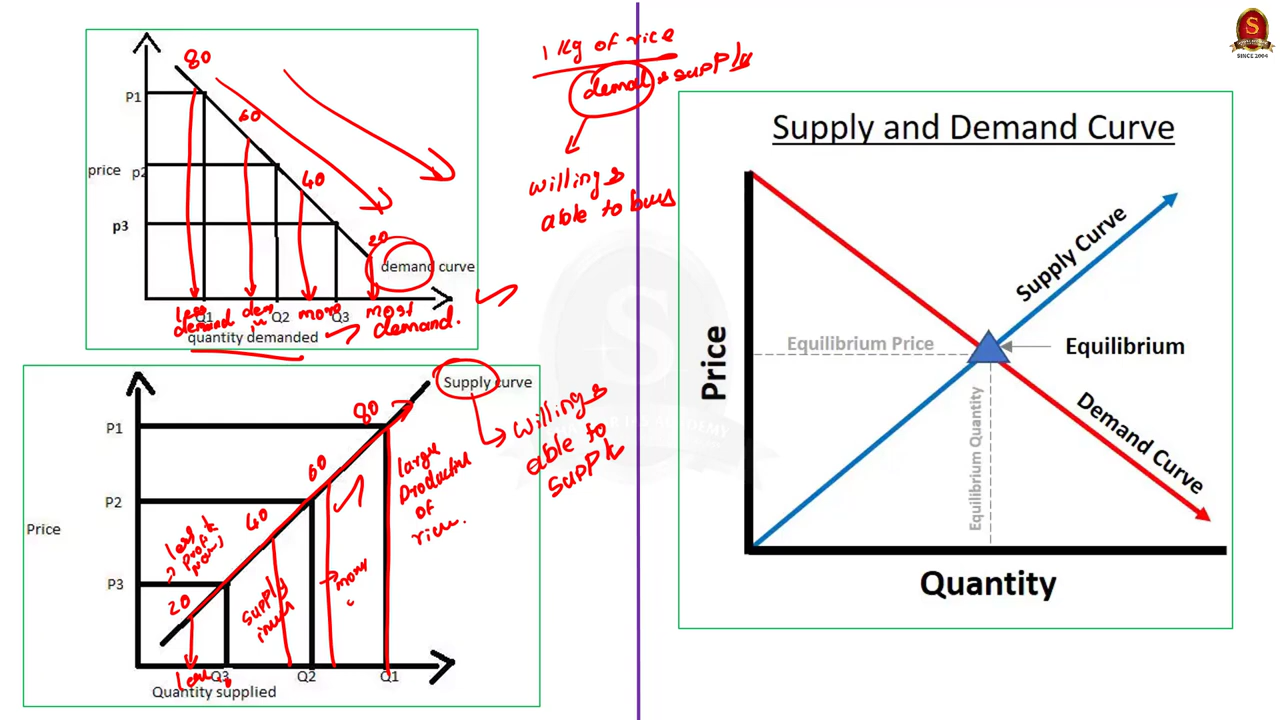 80
60
40
20
P1
price
p2
p3
demand curve
less demand
more
most demand.
Q1
Q2
Q3
quantity demanded
1 Kg of rice
supply
willing &
able to buy
Supply curve
willing &
able to
supply
80
60
40
20
P1
P2
P3
Price
large
of
supply
more
Q3
Q2
Q1
Quantity supplied
SINCE 2004
Supply and Demand Curve
Supply Curve
Equilibrium Price
Equilibrium
Equilibrium Quantity
Demand Curve
Price
Quantity